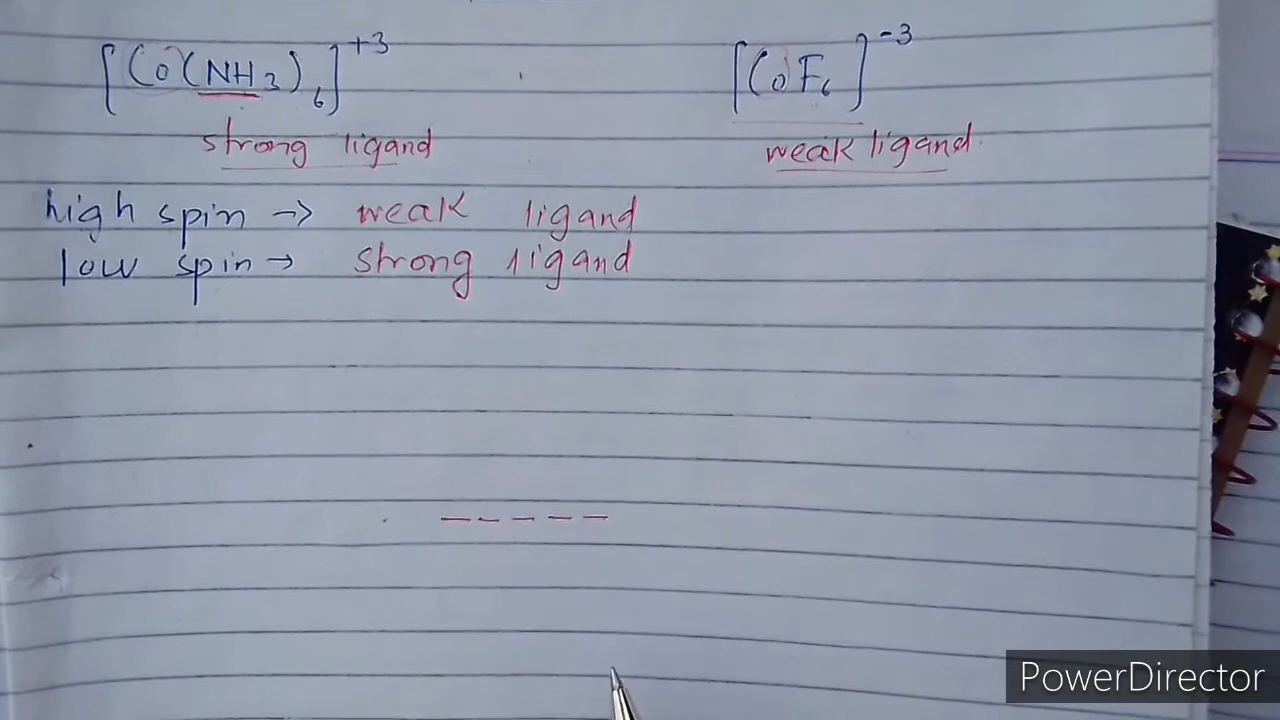 [Co(NH3)6]+3
[CoF6]-3
strong ligand
weak ligand
high spin -> weak ligand
low spin → strong ligand
PowerDirector